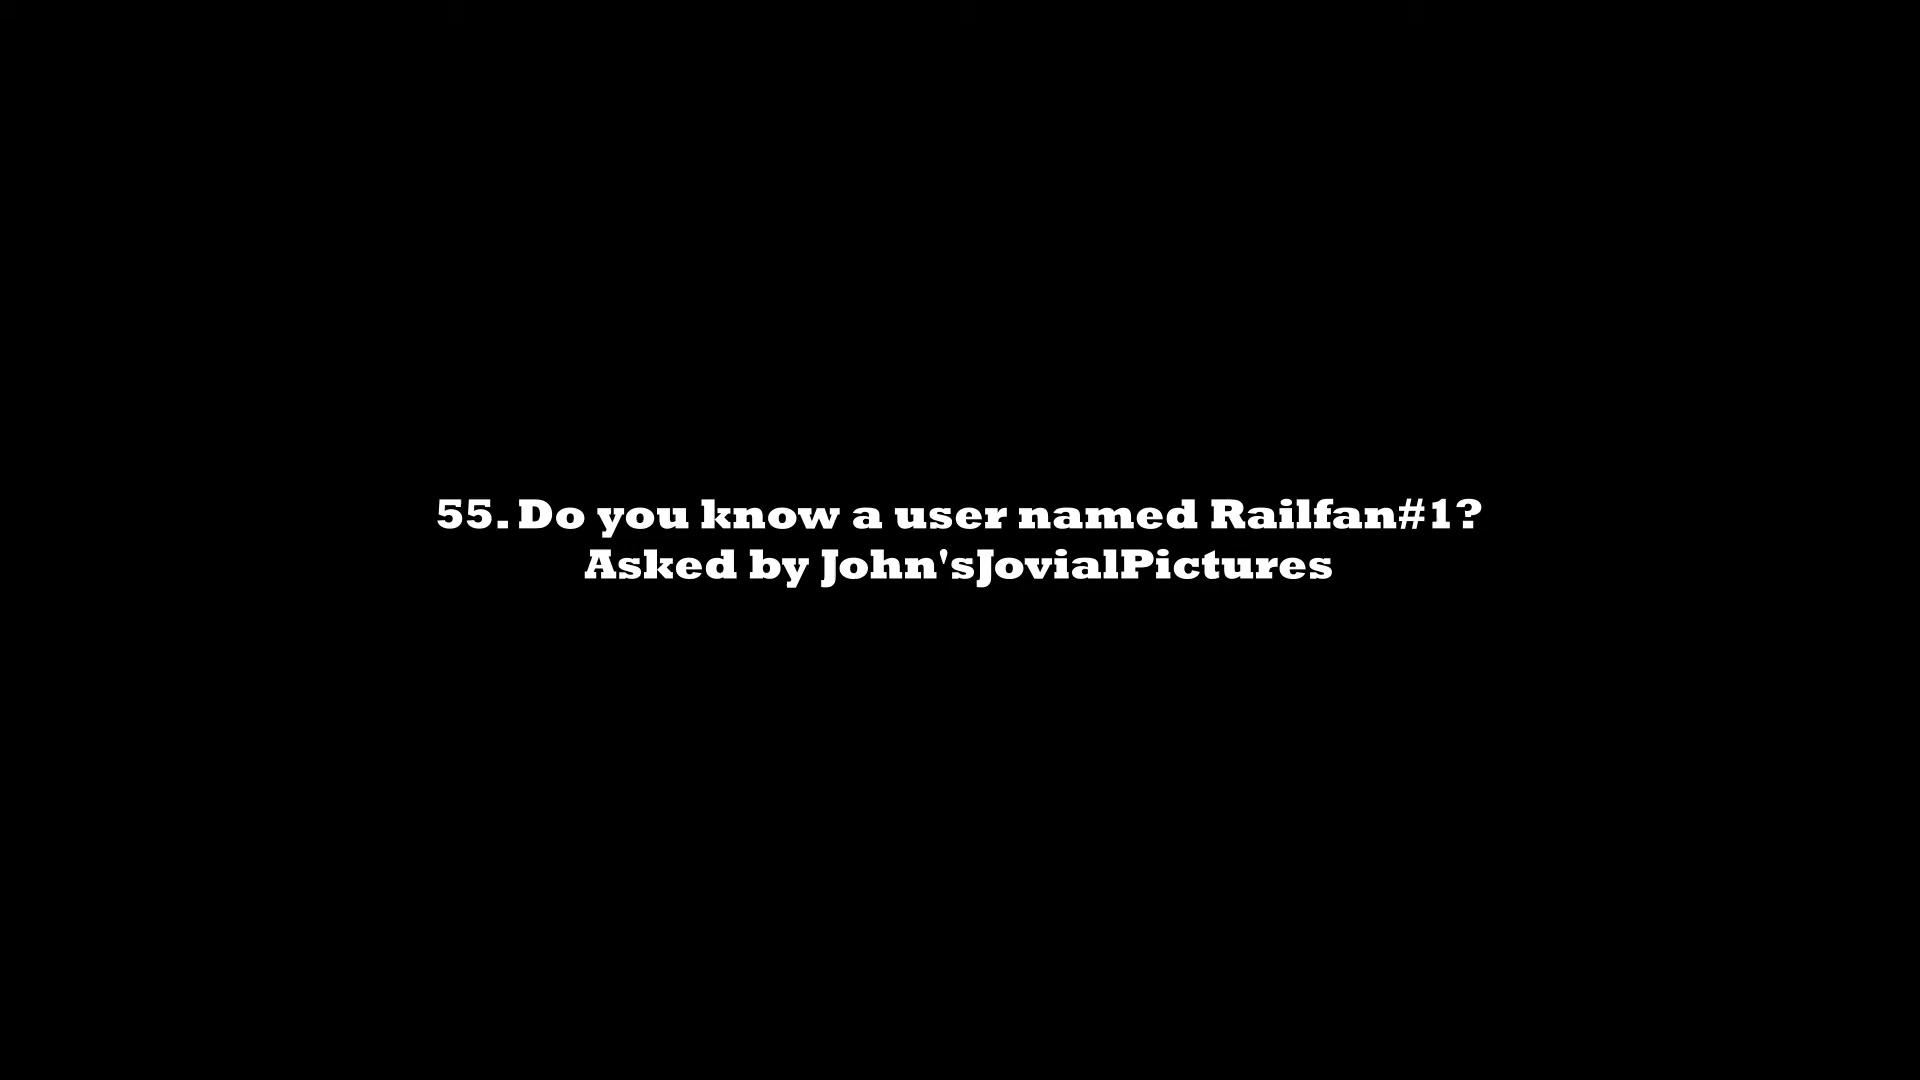 55. Do you know a user named Railfan#1?
Asked by John'sJovialPictures